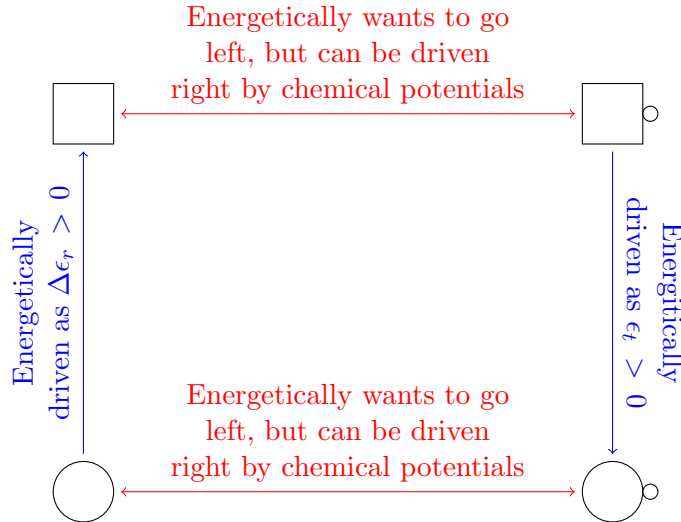 Energetically wants to go
left, but can be driven
right by chemical potentials
Energetically
driven as Δϵ_r > 0
Energitically
driven as ϵ_t > 0
Energetically wants to go
left, but can be driven
right by chemical potentials